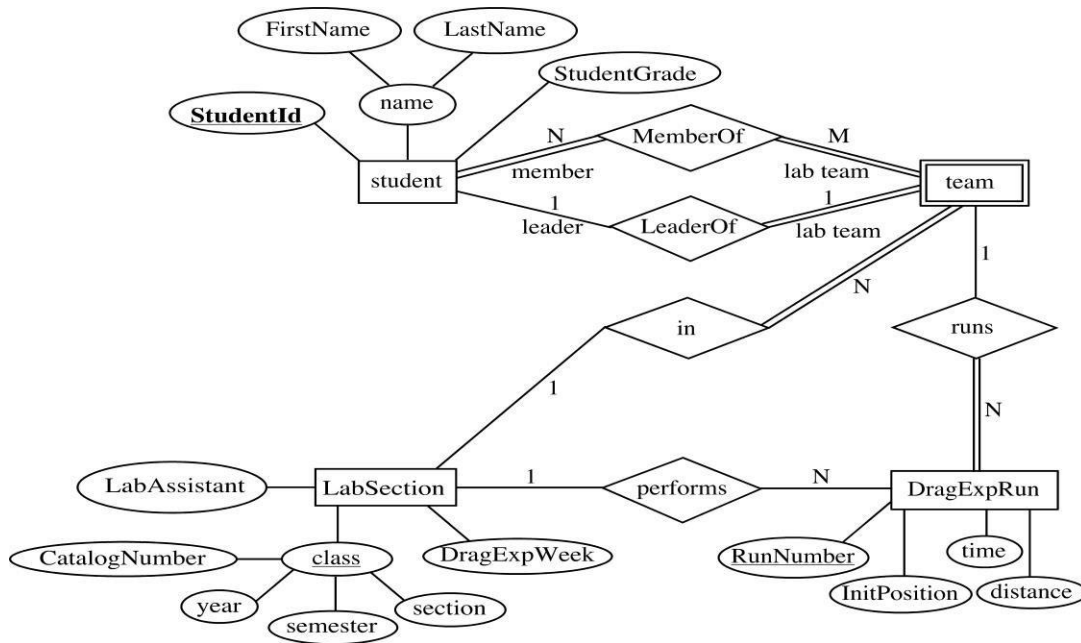 FirstName
LastName
StudentGrade
name
StudentId
N
MemberOf
M
student
member
lab team
team
1
leader
LeaderOf
1
lab team
N
1
in
runs
1
N
LabAssistant
LabSection
1
performs
N
DragExpRun
CatalogNumber
class
DragExpWeek
RunNumber
time
year
semester
section
InitPosition
distance